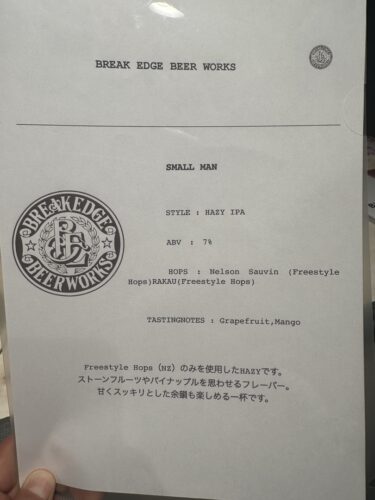 BREAK EDGE BEER WORKS
SMALL MAN
BREAKEDGE
BEERWORKS
STYLE : HAZY IPA
ABV : 7%
HOPS : Nelson Sauvin (Freestyle
Hops)RAKAU(Freestyle Hops)
TASTINGNOTES : Grapefruit,Mango
Freestyle Hops（NZ）のみを使用したHAZYです。
ストーンフルーツやパイナップルを思わせるフレーバー。
甘くスッキリとした余韻も楽しめる一杯です。